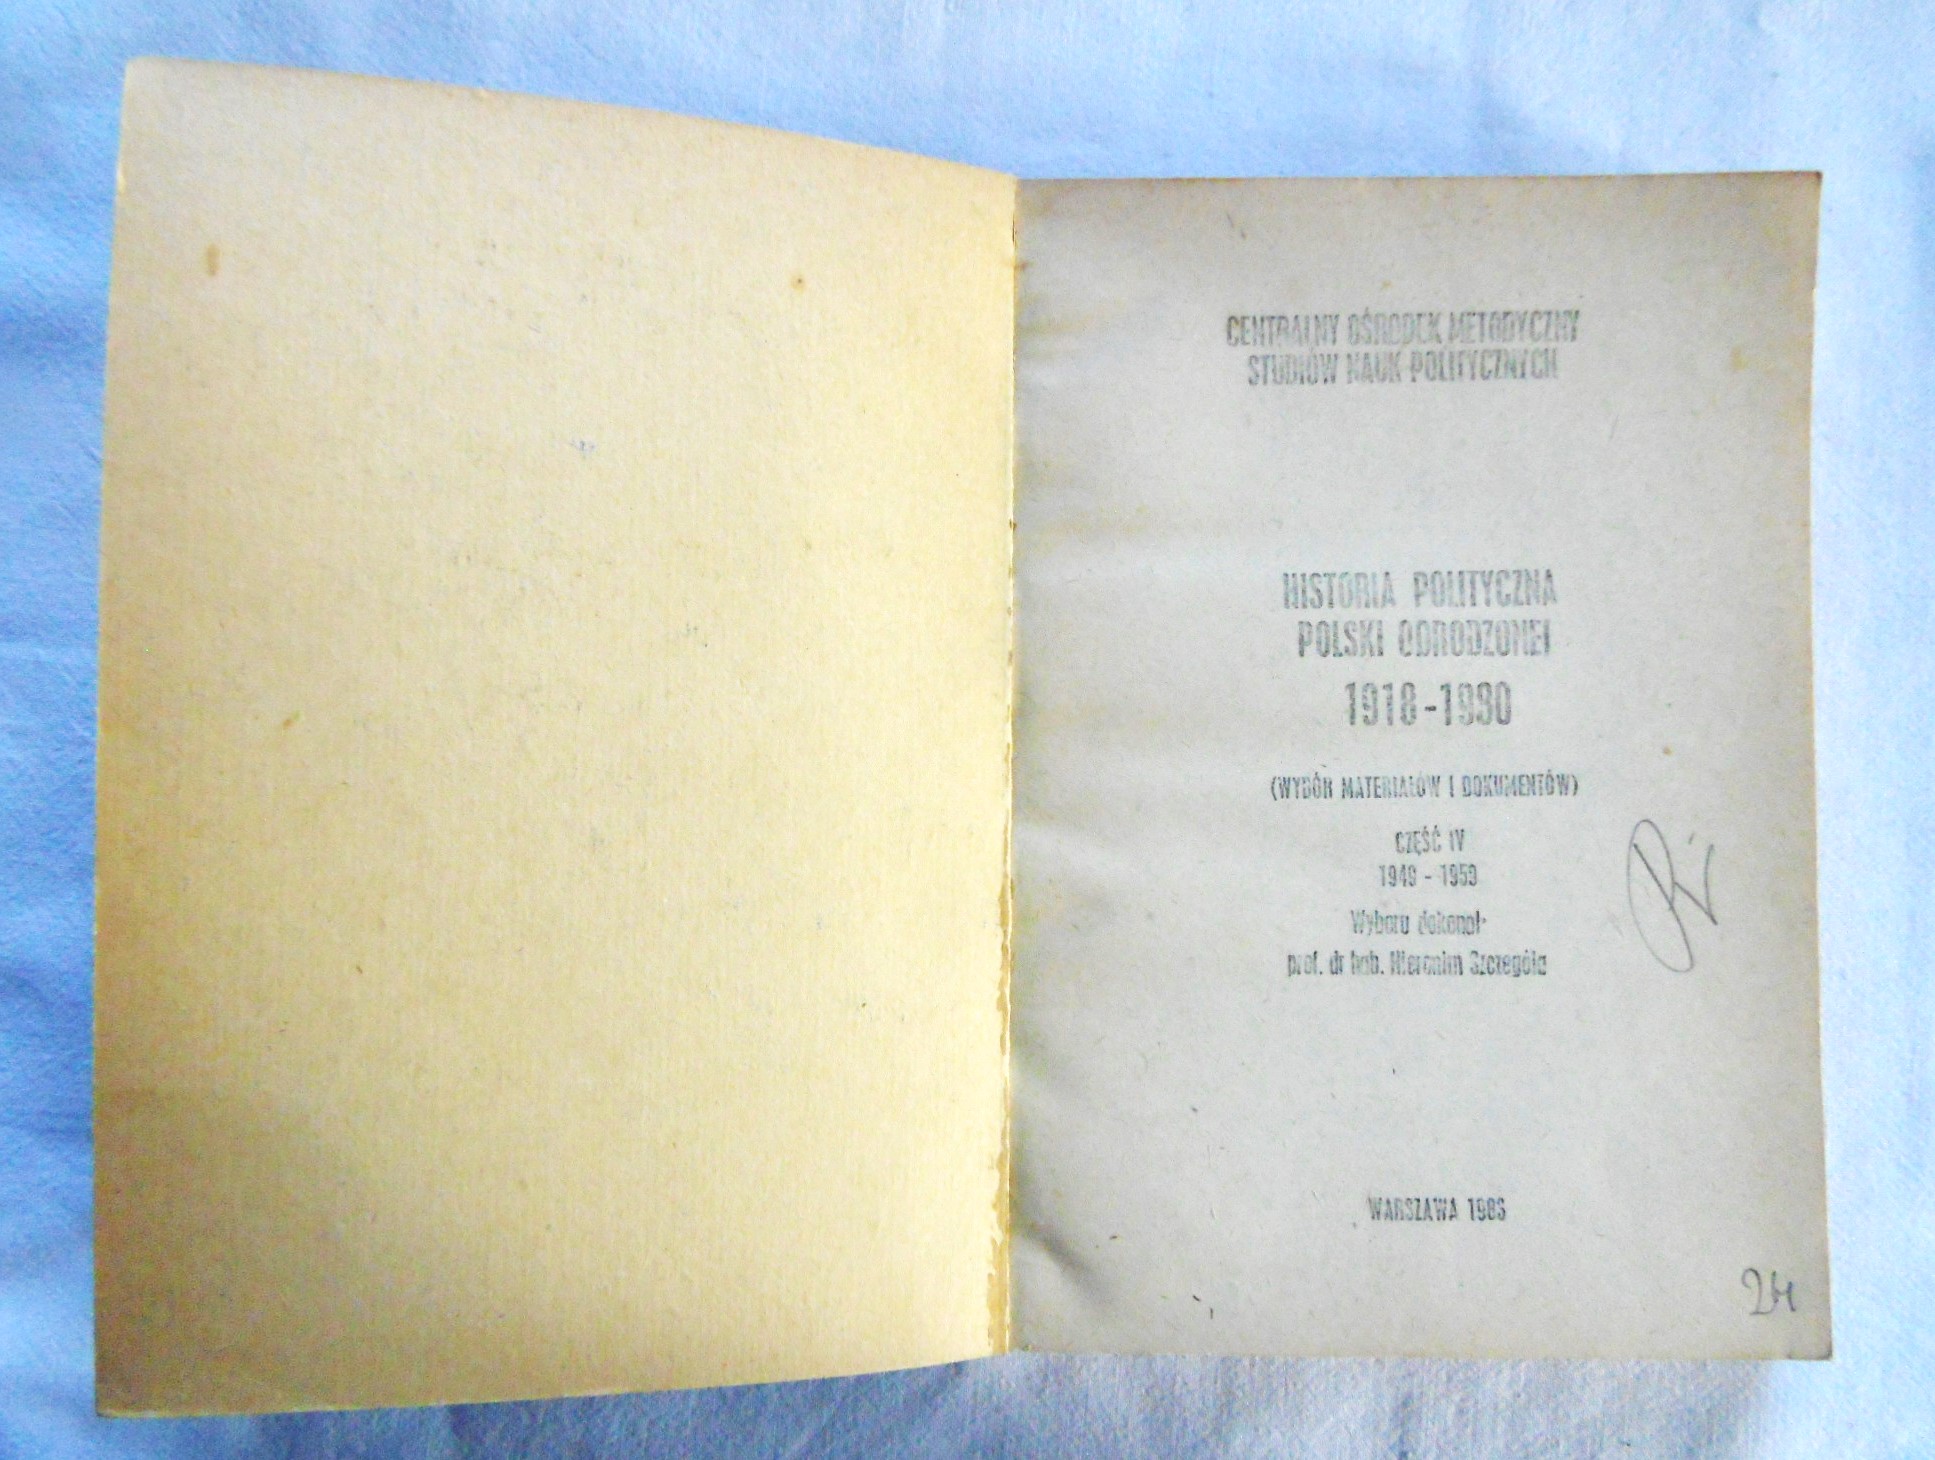 CENTRALNY OŚRODEK METODYCZNY
STUDIÓW NAUK POLITYCZNYCH
HISTORIA POLITYCZNA
POLSKI ODRODZONEJ
1918-1980
(WYBÓR MATERIAŁÓW I DOKUMENTÓW)
CZĘŚĆ IV
1949 - 1959
Wyboru dokonał:
prof. dr hab. Hieronim Szczegóła
WARSZAWA 1986